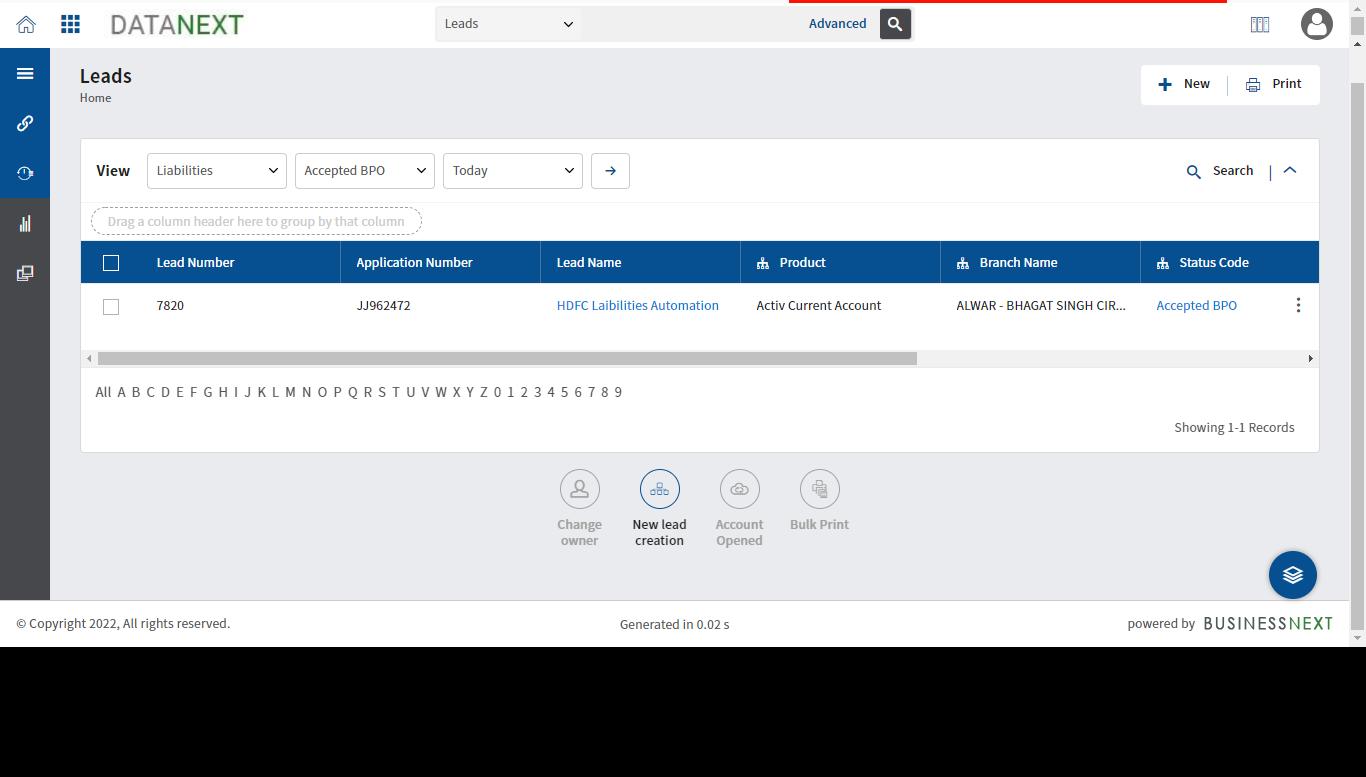 DATANEXT
Leads
Advanced
Leads
Home
New
Print
View
Liabilities
Accepted BPO
Today
Search
Drag a column header here to group by that column
Lead Number
Application Number
Lead Name
Product
Branch Name
Status Code
7820
JJ962472
HDFC Laibilities Automation
Activ Current Account
ALWAR - BHAGAT SINGH CIR...
Accepted BPO
All A B C D E F G H I J K L M N O P Q R S T U V W X Y Z 0 1 2 3 4 5 6 7 8 9
Showing 1-1 Records
Change
owner
New lead
creation
Account
Opened
Bulk Print
© Copyright 2022, All rights reserved.
Generated in 0.02 s
powered by BUSINESSNEXT